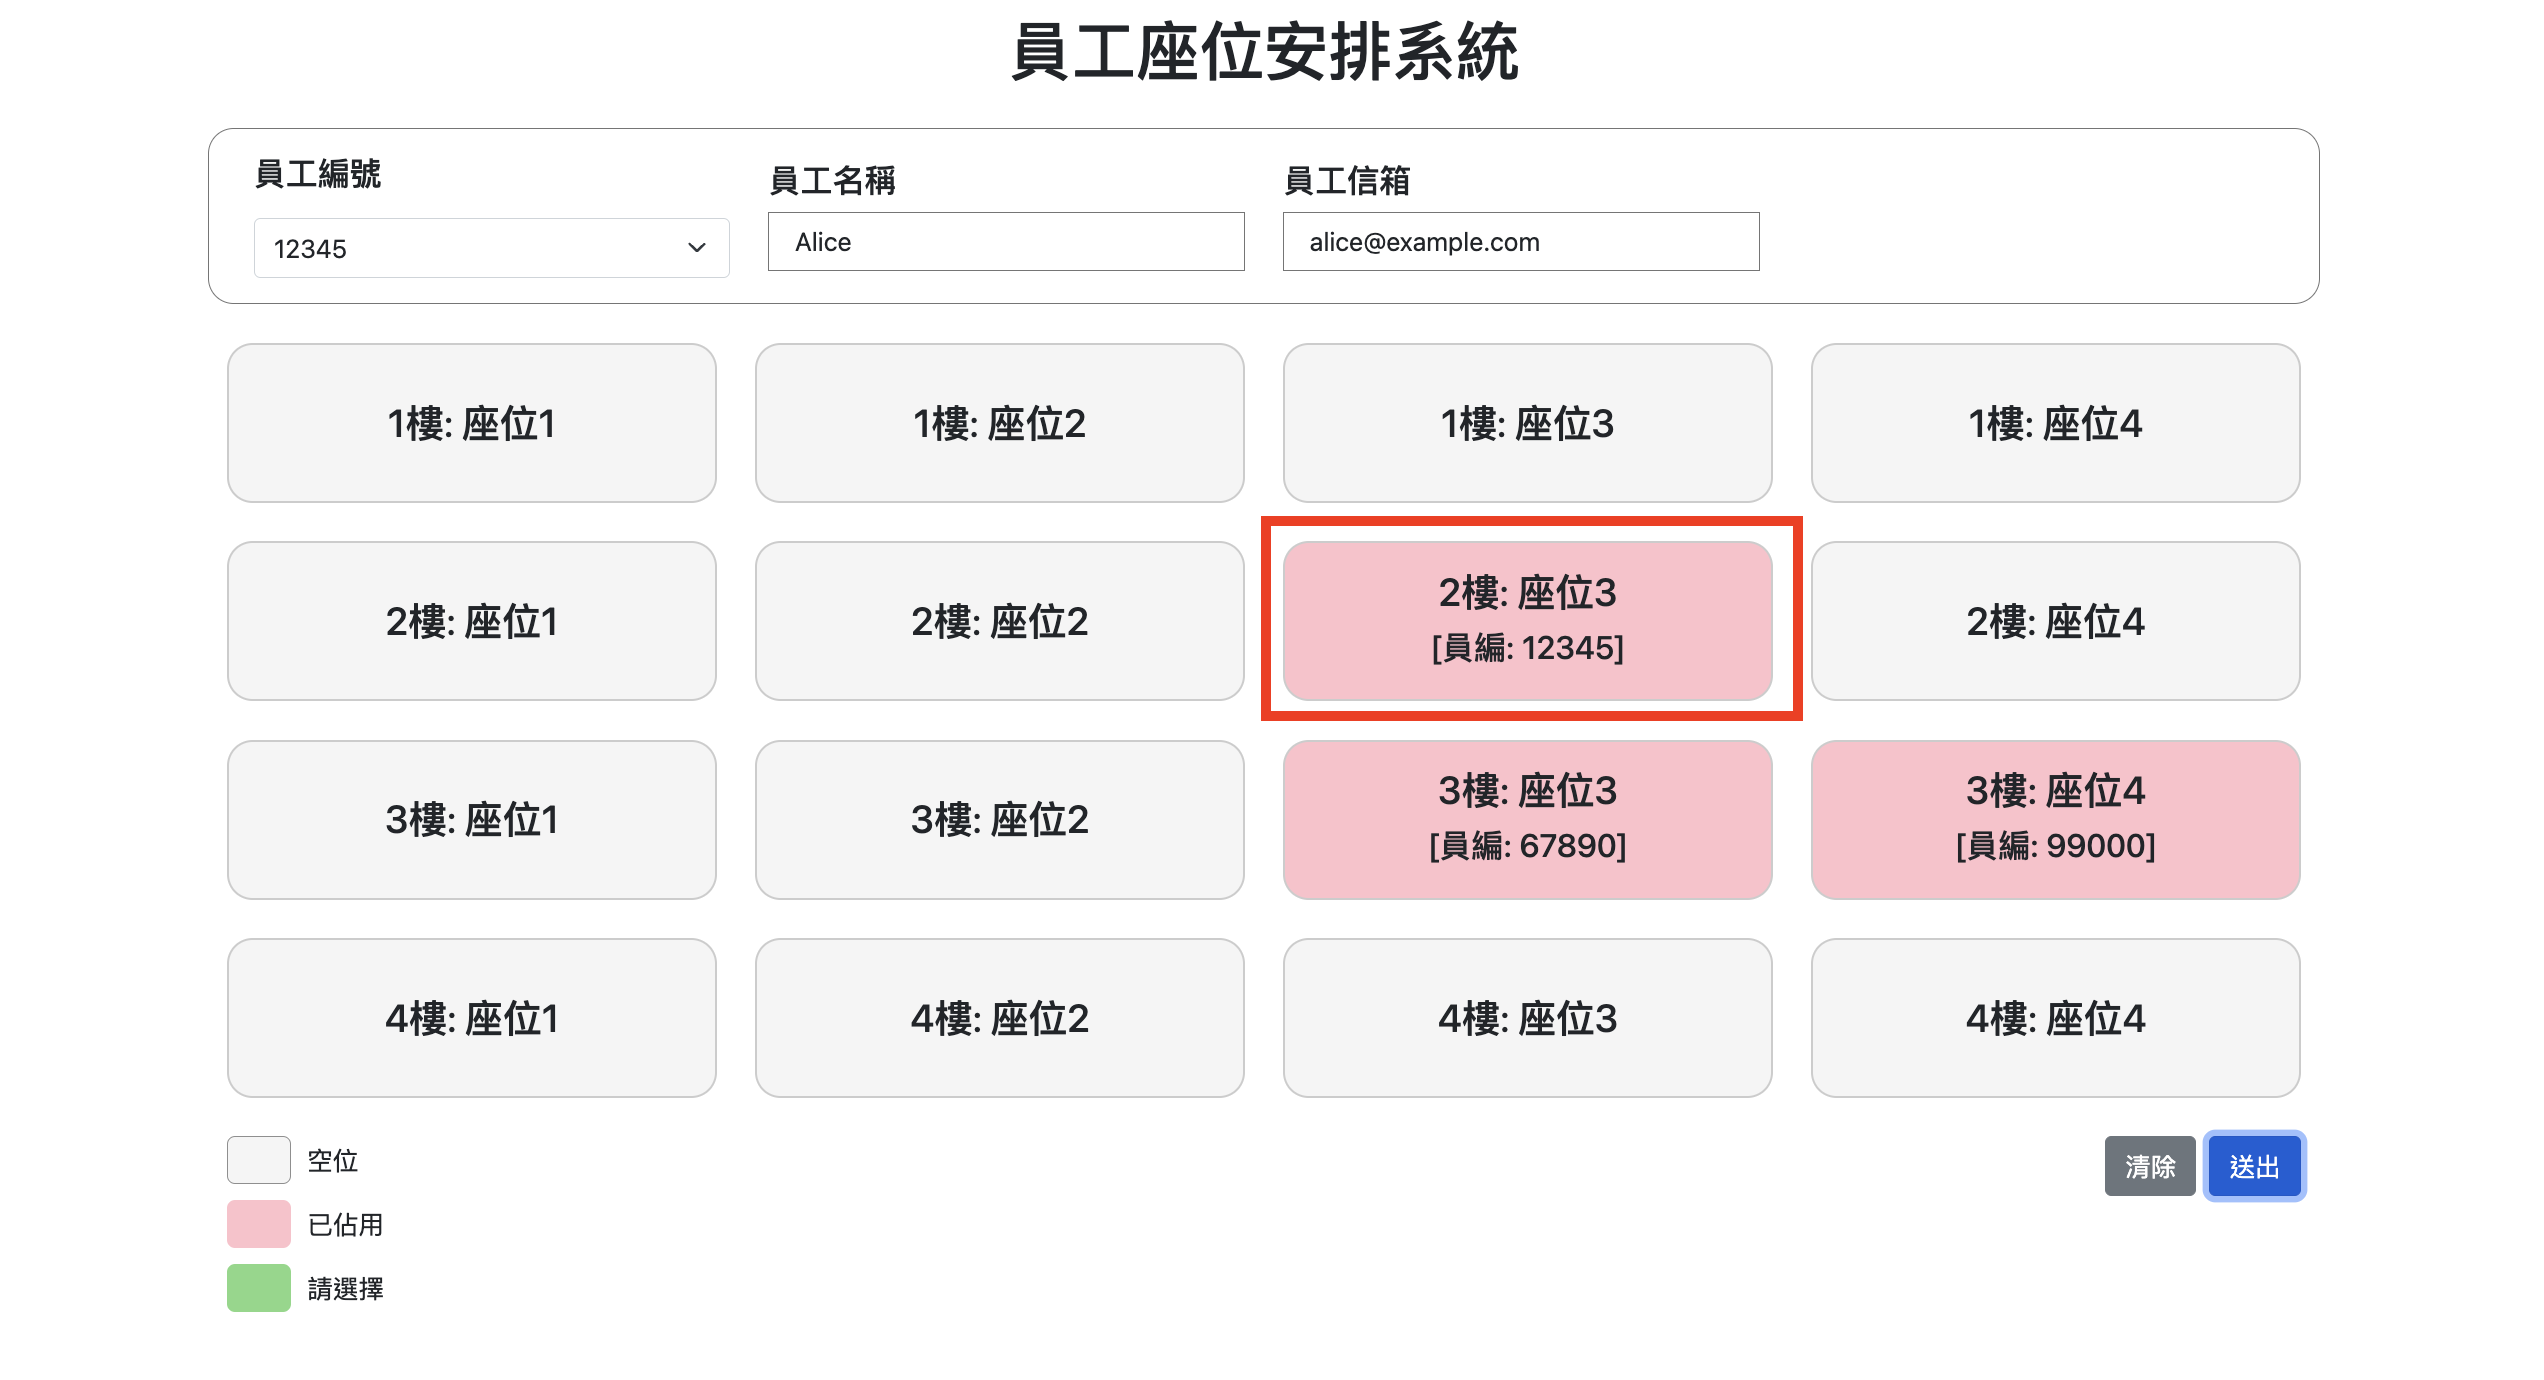 員工座位安排系統
員工編號
員工名稱
員工信箱
12345
Alice
alice@example.com
1樓: 座位1
1樓: 座位2
1樓: 座位3
1樓: 座位4
2樓: 座位1
2樓: 座位2
2樓: 座位3
[員編: 12345]
2樓: 座位4
3樓: 座位1
3樓: 座位2
3樓: 座位3
[員編: 67890]
3樓: 座位4
[員編: 99000]
4樓: 座位1
4樓: 座位2
4樓: 座位3
4樓: 座位4
空位
已佔用
請選擇
清除
送出